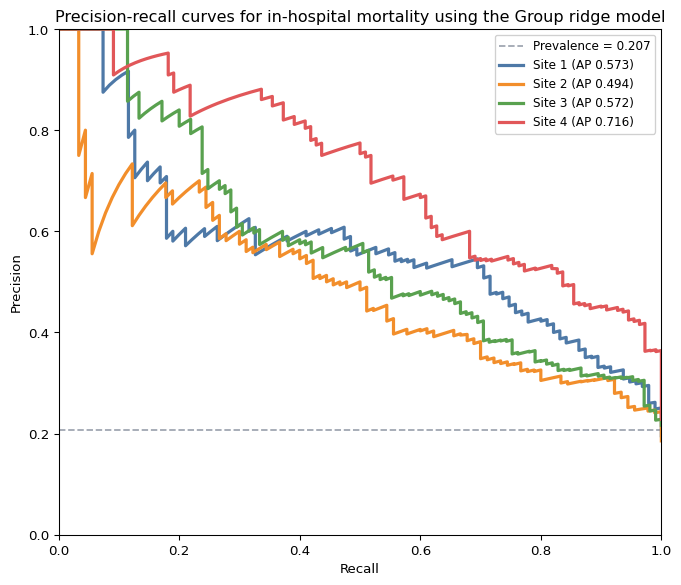 Precision-recall curves for in-hospital mortality using the Group ridge model
Prevalence = 0.207
Site 1 (AP 0.573)
Site 2 (AP 0.494)
Site 3 (AP 0.572)
Site 4 (AP 0.716)
1.0
0.8
0.6
0.4
0.2
0.0
Precision
0.0 0.2 0.4 0.6 0.8 1.0
Recall